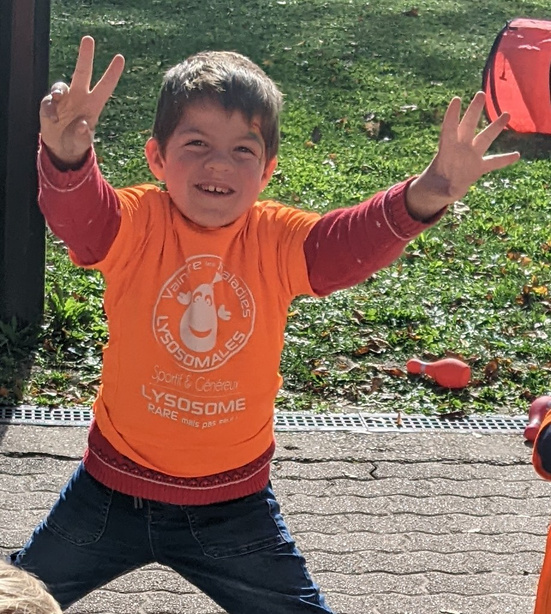 Vaincre les Maladies
LYSOSOMALES
Sportif & Généreux
LYSOSOME
RARE mais pas seul !